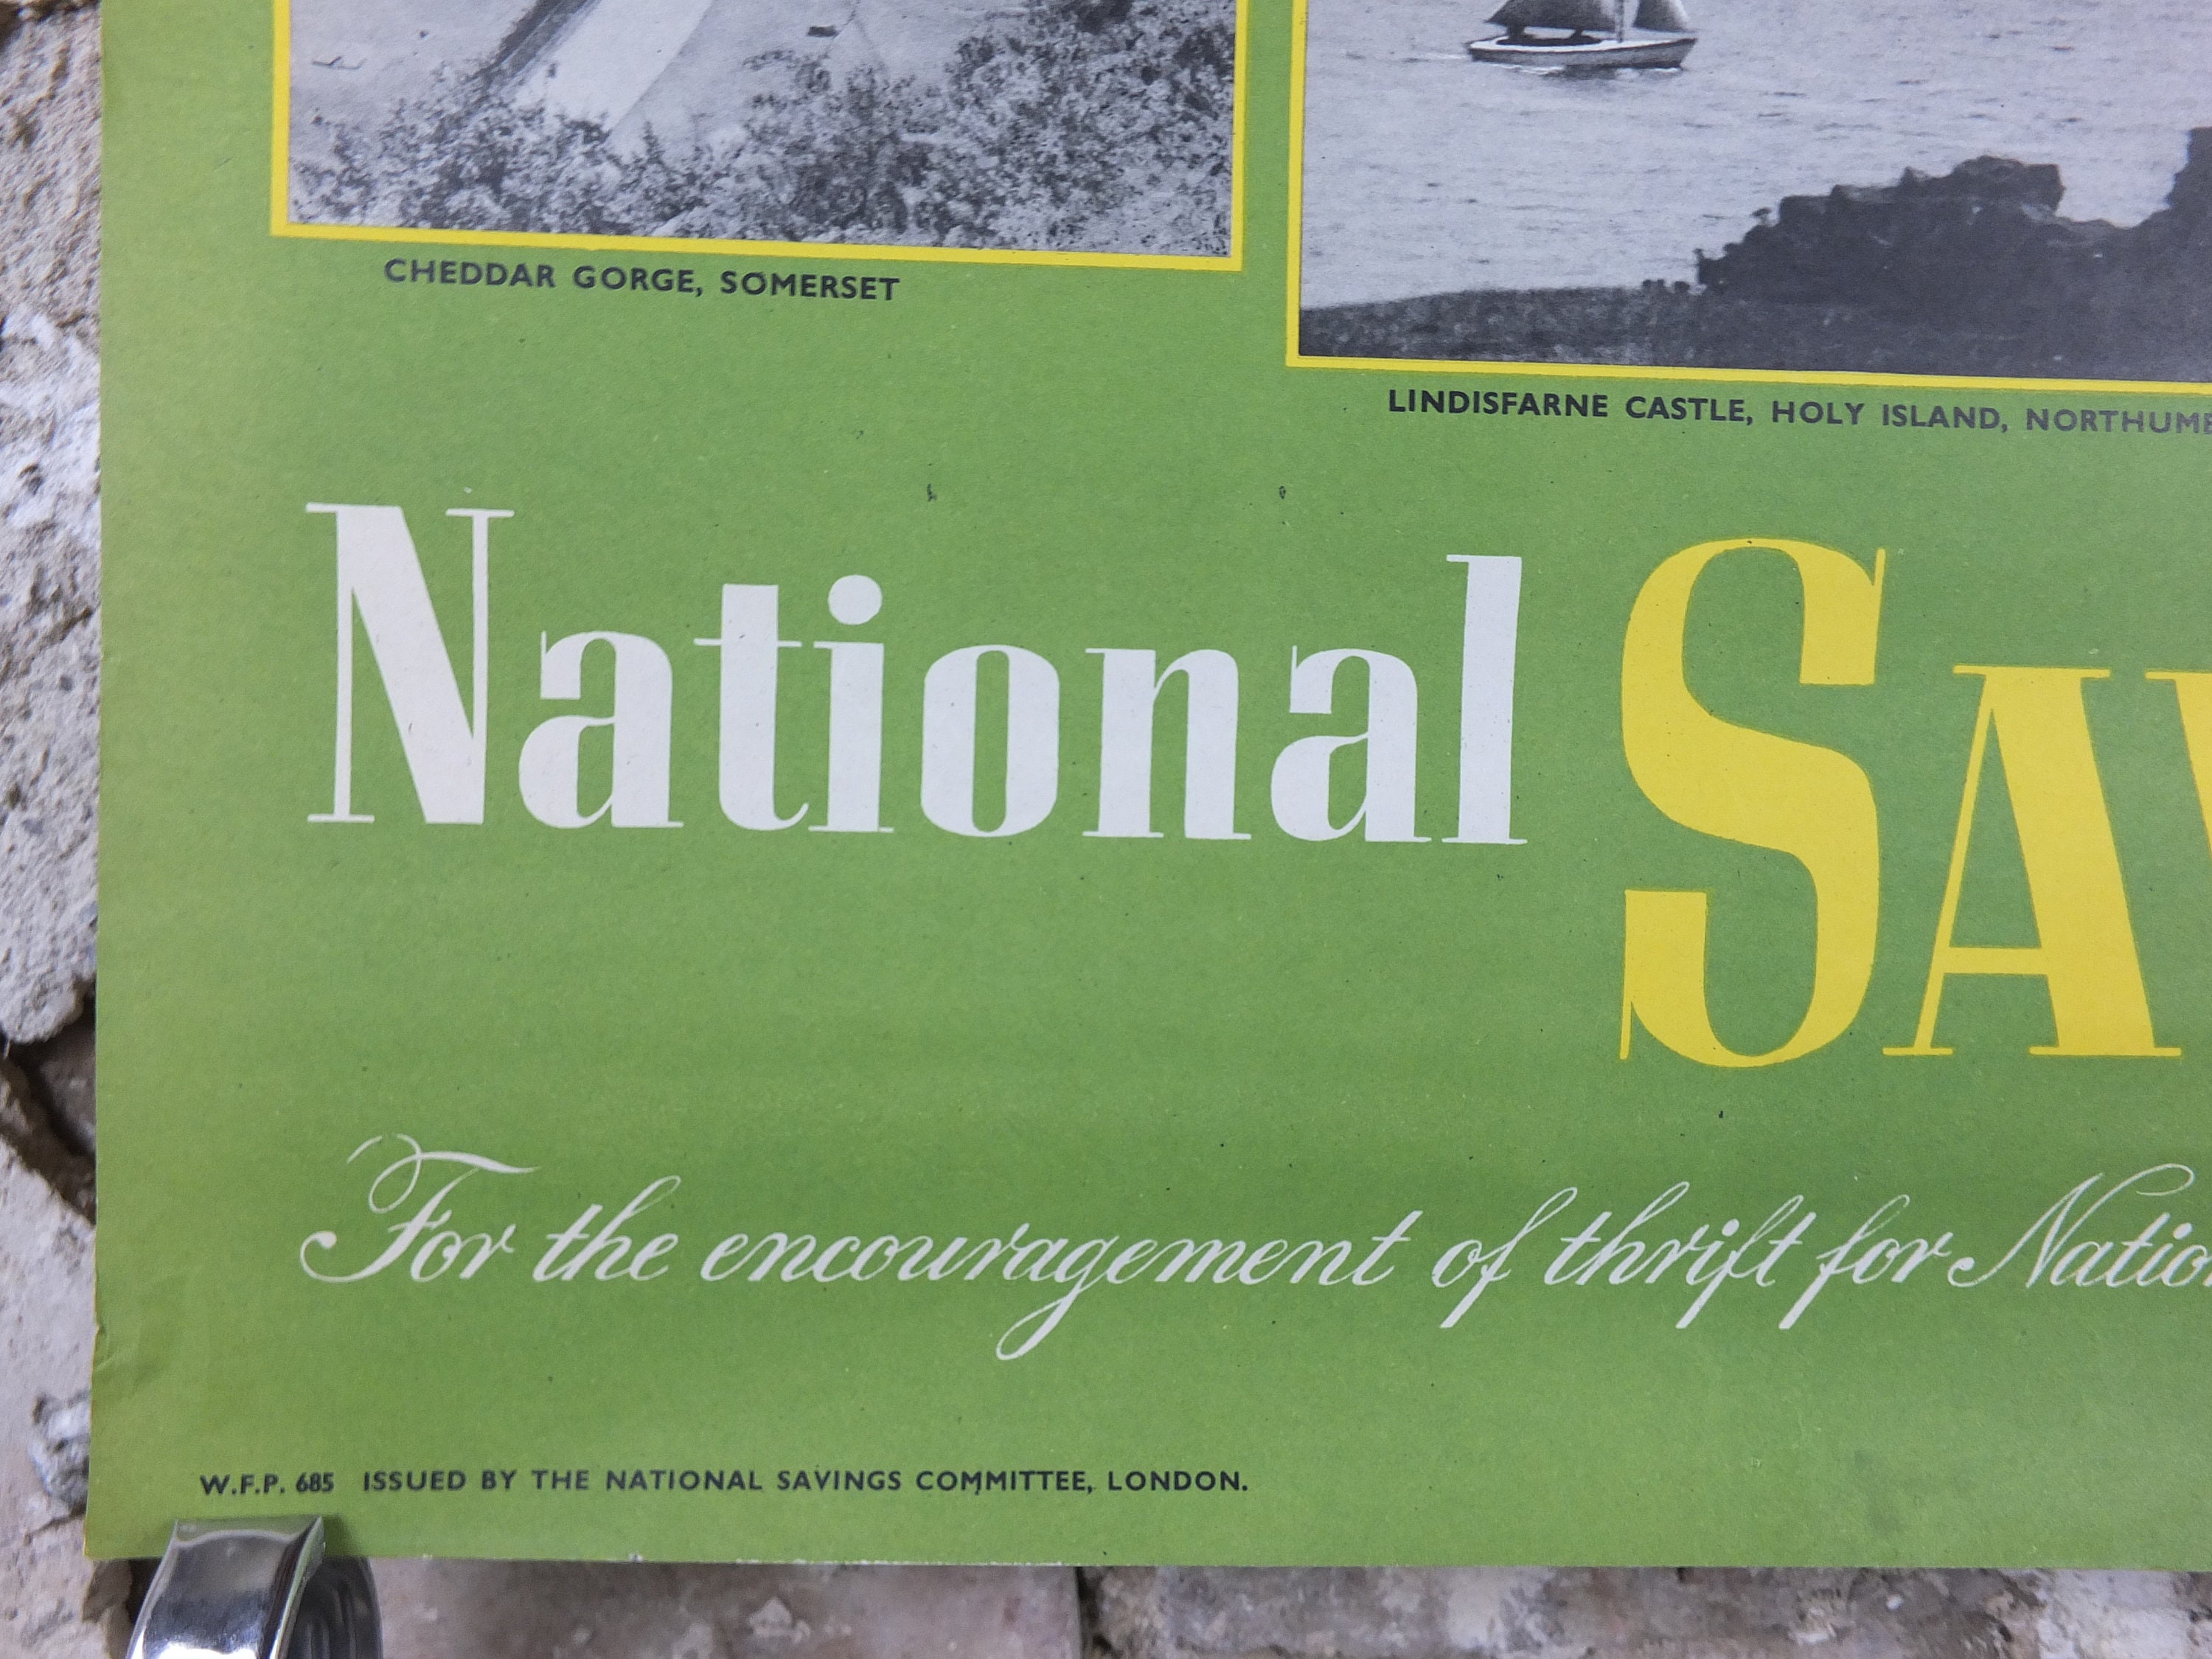 CHEDDAR GORGE, SOMERSET
LINDISFARNE CASTLE, HOLY ISLAND,
National
For the encouragement of thrift for
W.F.P. 685 ISSUED BY THE NATIONAL SAVINGS COMMITTEE, LONDON.